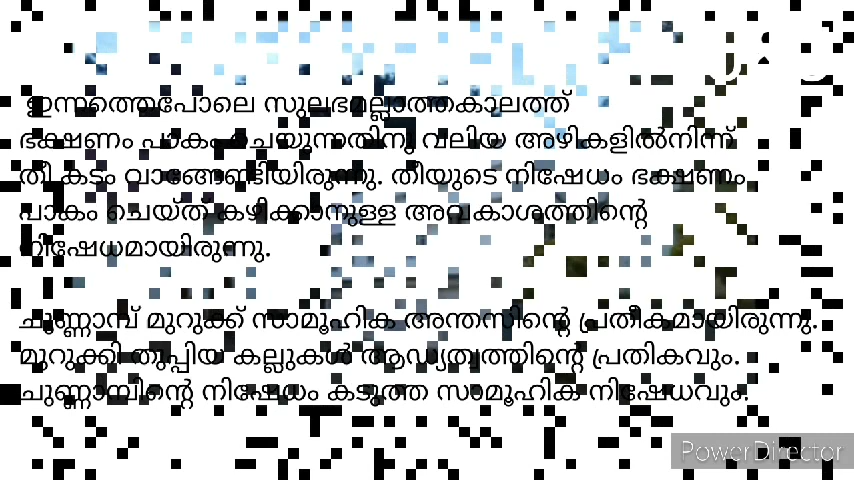 ഇന്നത്തെപോലെ സുലഭമല്ലാത്തകാലത്ത്
ഭക്ഷണം പാകം ചെയുന്നതിനു വലിയ അഴികളിൽനിന്ന്
തീ കടം വാങ്ങേണ്ടിയിരുന്നു. തീയുടെ നിഷേധം ഭക്ഷണം
പാകം ചെയ്ത് കഴിക്കാനുള്ള അവകാശത്തിന്റെ
നിഷേധമായിരുന്നു.
ചുണ്ണാമ്പ് മുറുക്ക് സാമൂഹിക അന്തസിന്റെ പ്രതീകമായിരുന്നു.
മുറുക്കി തുപ്പിയ കല്ലുകൾ ആഡ്യത്വത്തിന്റെ പ്രതികവും.
ചുണ്ണാമ്പിന്റെ നിഷേധം കടുത്ത സാമൂഹിക നിഷേധവും.
PowerDirector